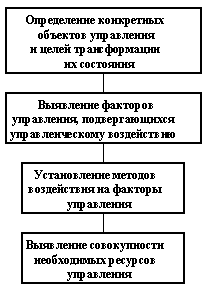 Определение конкретных
объектов управления
и целей трансформации
их состояния
Выявление факторов
управления, подвергающихся
управленческому воздействию
Установление методов
воздействия на факторы
управления
Выявление совокупности
необходимых ресурсов
управления